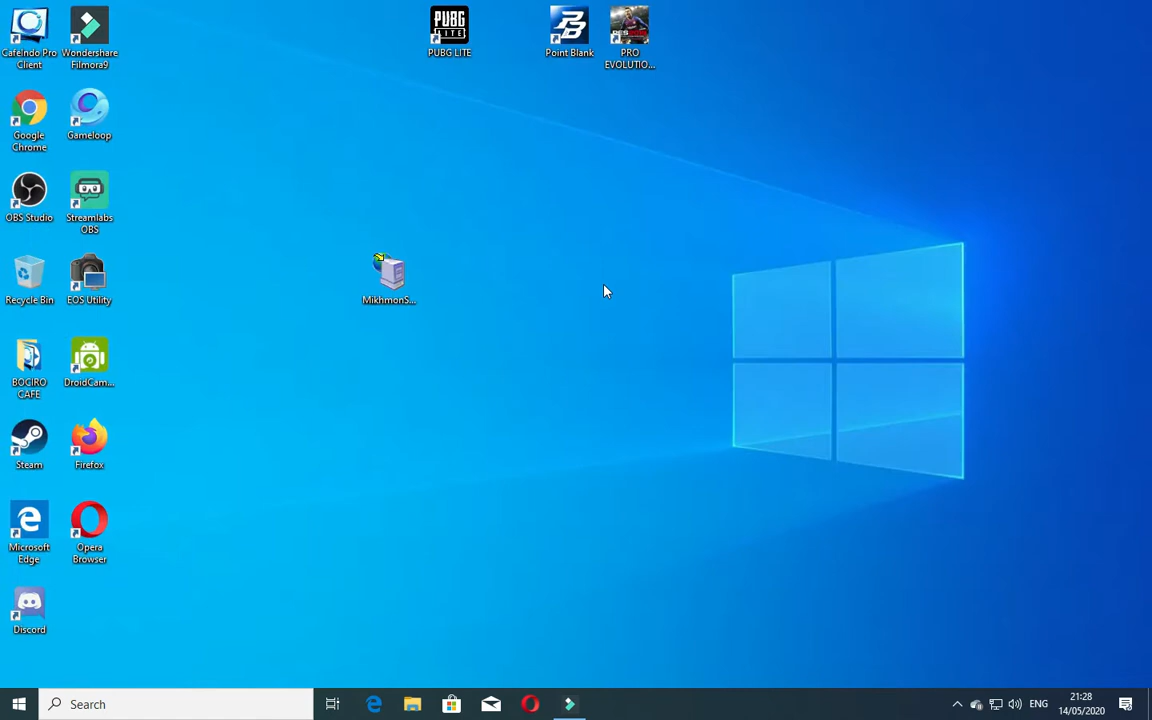 CafeIndo Pro
Client
Wondershare
Filmora9
PUBG
LITE
PUBG LITE
Point Blank
PRO
EVOLUTIO...
Google
Chrome
Gameloop
OBS Studio
Streamlabs
OBS
Recycle Bin
EOS Utility
MikhmonS...
BOCIRO
CAFE
DroidCam...
Steam
Firefox
Microsoft
Edge
Opera
Browser
Discord
Search
ENG
21:28
14/05/2020